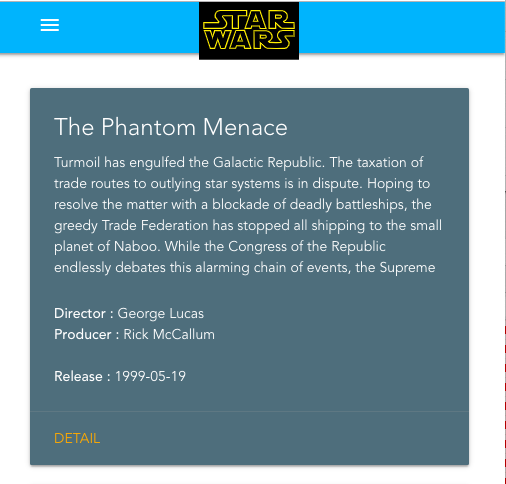 STAR
WARS
The Phantom Menace
Turmoil has engulfed the Galactic Republic. The taxation of
trade routes to outlying star systems is in dispute. Hoping to
resolve the matter with a blockade of deadly battleships, the
greedy Trade Federation has stopped all shipping to the small
planet of Naboo. While the Congress of the Republic
endlessly debates this alarming chain of events, the Supreme
Director : George Lucas
Producer : Rick McCallum
Release : 1999-05-19
DETAIL